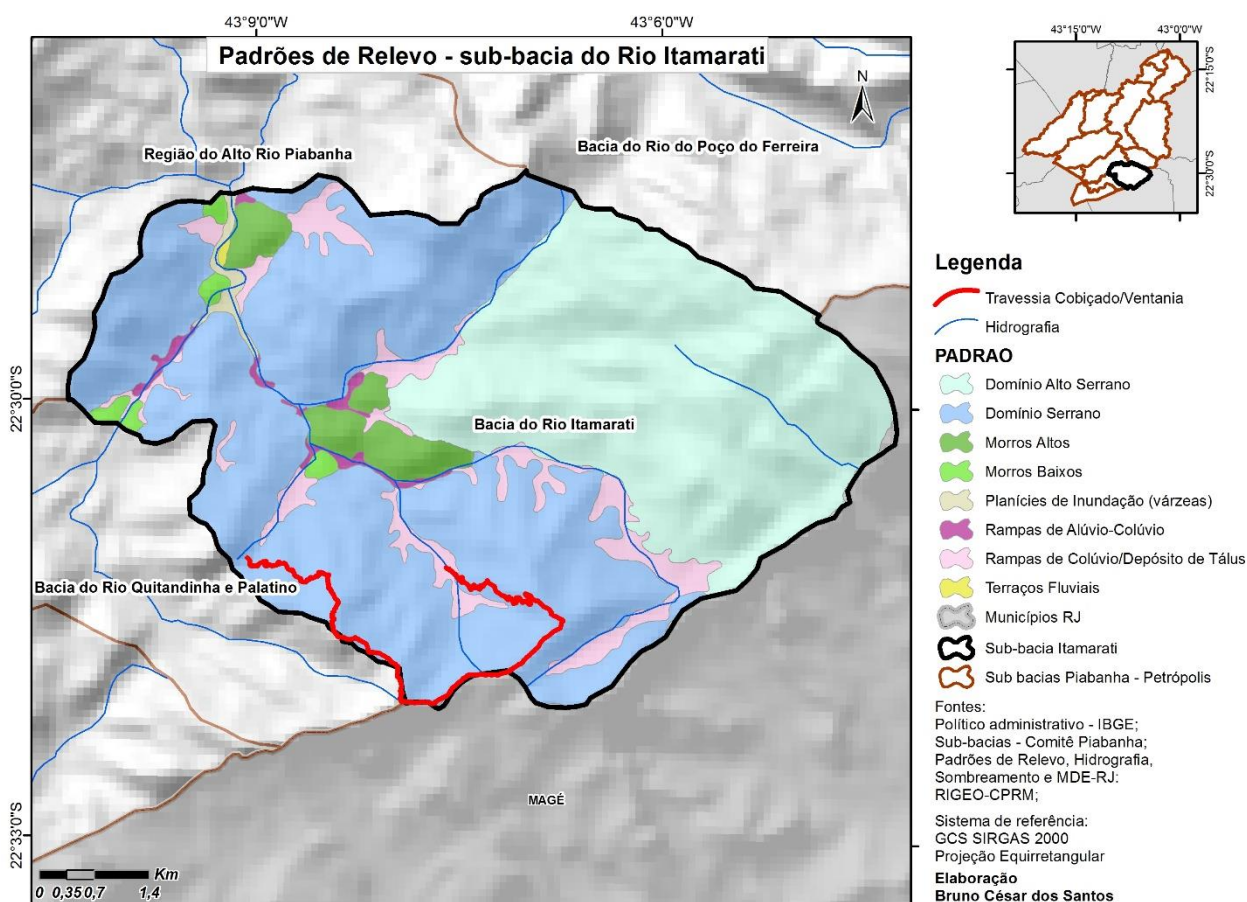 43°9'0"W
43°6'0"W
Padrões de Relevo - sub-bacia do Rio Itamarati
N
Região do Alto Rio Piabanha
Bacia do Rio do Poço do Ferreira
22°30'0"S
Bacia do Rio Itamarati
Bacia do Rio Quitandinha e Palatino
MAGÉ
22°33'0"S
Km
0 0,35 0,7 1,4
43°15'0"W
43°0'0"W
22°15'0"S
22°30'0"S
Legenda
Travessia Cobiçado/Ventania
Hidrografia
PADRAO
Domínio Alto Serrano
Domínio Serrano
Morros Altos
Morros Baixos
Planícies de Inundação (várzeas)
Rampas de Alúvio-Colúvio
Rampas de Colúvio/Depósito de Tálus
Terraços Fluviais
Municípios RJ
Sub-bacia Itamarati
Sub bacias Piabanha - Petrópolis
Fontes:
Político administrativo - IBGE;
Sub-bacias - Comitê Piabanha;
Padrões de Relevo, Hidrografia,
Sombreamento e MDE-RJ:
RIGEO-CPRM;
Sistema de referência:
GCS SIRGAS 2000
Projeção Equirretangular
Elaboração
Bruno César dos Santos